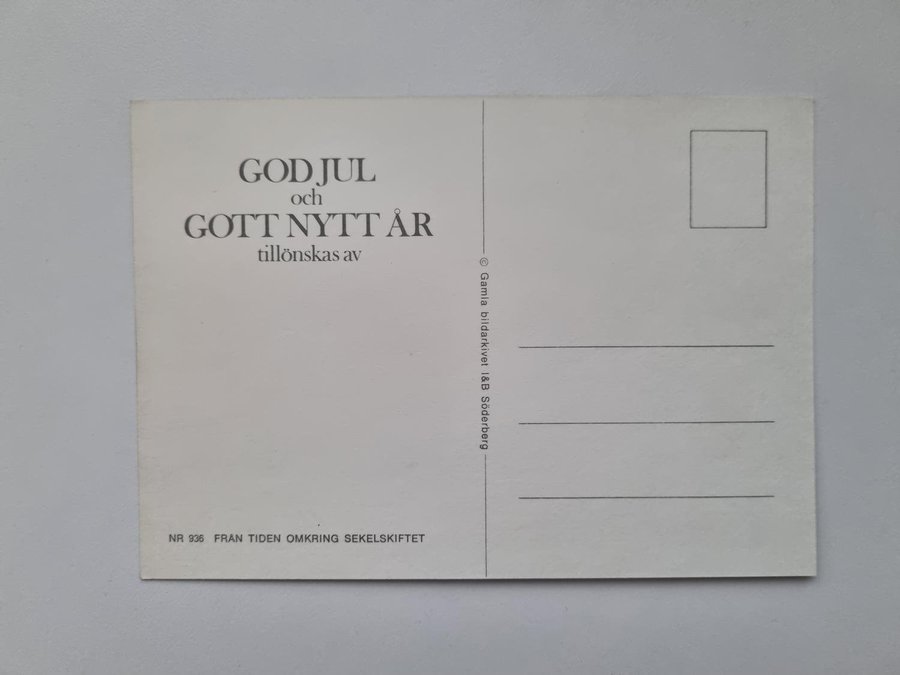 GOD JUL
och
GOTT NYTT ÅR
tillönskas av
NR 936 FRÅN TIDEN OMKRING SEKELSKIFTET
© Gamla bildarkivet I&B Söderberg